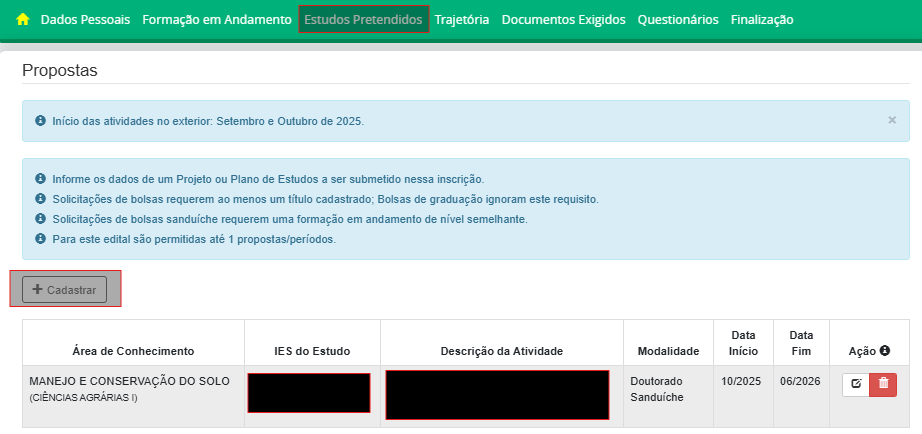 Dados Pessoais Formação em Andamento Estudos Pretendidos Trajetória Documentos Exigidos Questionários Finalização
Propostas
Início das atividades no exterior: Setembro e Outubro de 2025. ×
Informe os dados de um Projeto ou Plano de Estudos a ser submetido nessa inscrição.
Solicitações de bolsas requerem ao menos um título cadastrado; Bolsas de graduação ignoram este requisito.
Solicitações de bolsas sanduíche requerem uma formação em andamento de nível semelhante.
Para este edital são permitidas até 1 propostas/períodos.
Cadastrar
Área de Conhecimento IES do Estudo Descrição da Atividade Modalidade Data Início Data Fim Ação
MANEJO E CONSERVAÇÃO DO SOLO Doutorado 10/2025 06/2026
(CIÊNCIAS AGRÁRIAS I) Sanduíche